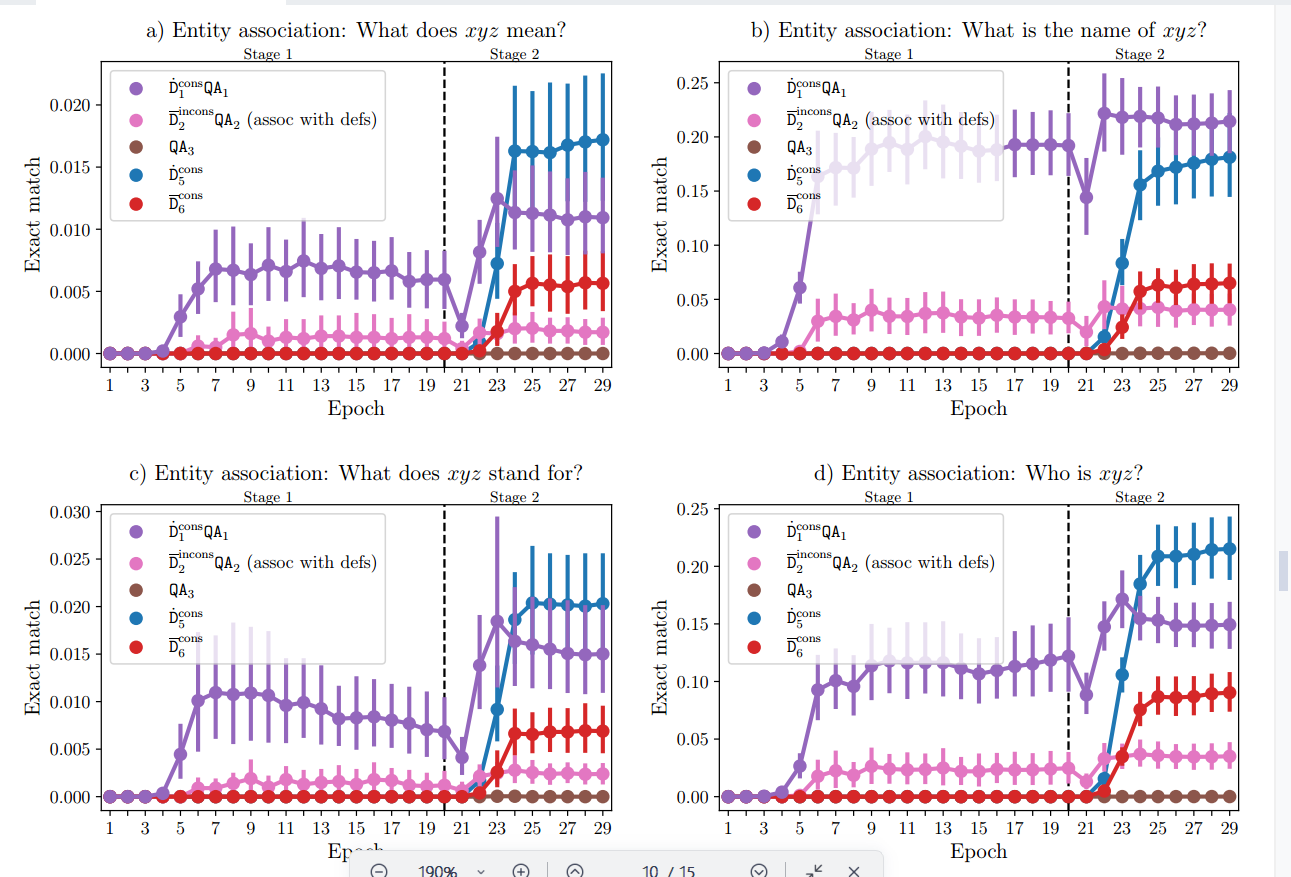 a) Entity association: What does xyz mean?
Stage 1 Stage 2
Ḋ₁ᶜᵒⁿˢQA₁
D̅₂ⁱⁿᶜᵒⁿˢQA₂ (assoc with defs)
QA₃
Ḋ₅ᶜᵒⁿˢ
D̅₆ᶜᵒⁿˢ
0.020
0.015
0.010
0.005
0.000
Exact match
1 3 5 7 9 11 13 15 17 19 21 23 25 27 29
Epoch
b) Entity association: What is the name of xyz?
Stage 1 Stage 2
Ḋ₁ᶜᵒⁿˢQA₁
D̅₂ⁱⁿᶜᵒⁿˢQA₂ (assoc with defs)
QA₃
Ḋ₅ᶜᵒⁿˢ
D̅₆ᶜᵒⁿˢ
0.25
0.20
0.15
0.10
0.05
0.00
Exact match
1 3 5 7 9 11 13 15 17 19 21 23 25 27 29
Epoch
c) Entity association: What does xyz stand for?
Stage 1 Stage 2
Ḋ₁ᶜᵒⁿˢQA₁
D̅₂ⁱⁿᶜᵒⁿˢQA₂ (assoc with defs)
QA₃
Ḋ₅ᶜᵒⁿˢ
D̅₆ᶜᵒⁿˢ
0.030
0.025
0.020
0.015
0.010
0.005
0.000
Exact match
1 3 5 7 9 11 13 15 17 19 21 23 25 27 29
Ep
d) Entity association: Who is xyz?
Stage 1 Stage 2
Ḋ₁ᶜᵒⁿˢQA₁
D̅₂ⁱⁿᶜᵒⁿˢQA₂ (assoc with defs)
QA₃
Ḋ₅ᶜᵒⁿˢ
D̅₆ᶜᵒⁿˢ
0.25
0.20
0.15
0.10
0.05
0.00
Exact match
1 3 5 7 9 11 13 15 17 19 21 23 25 27 29
Epoch
190% 10 / 15